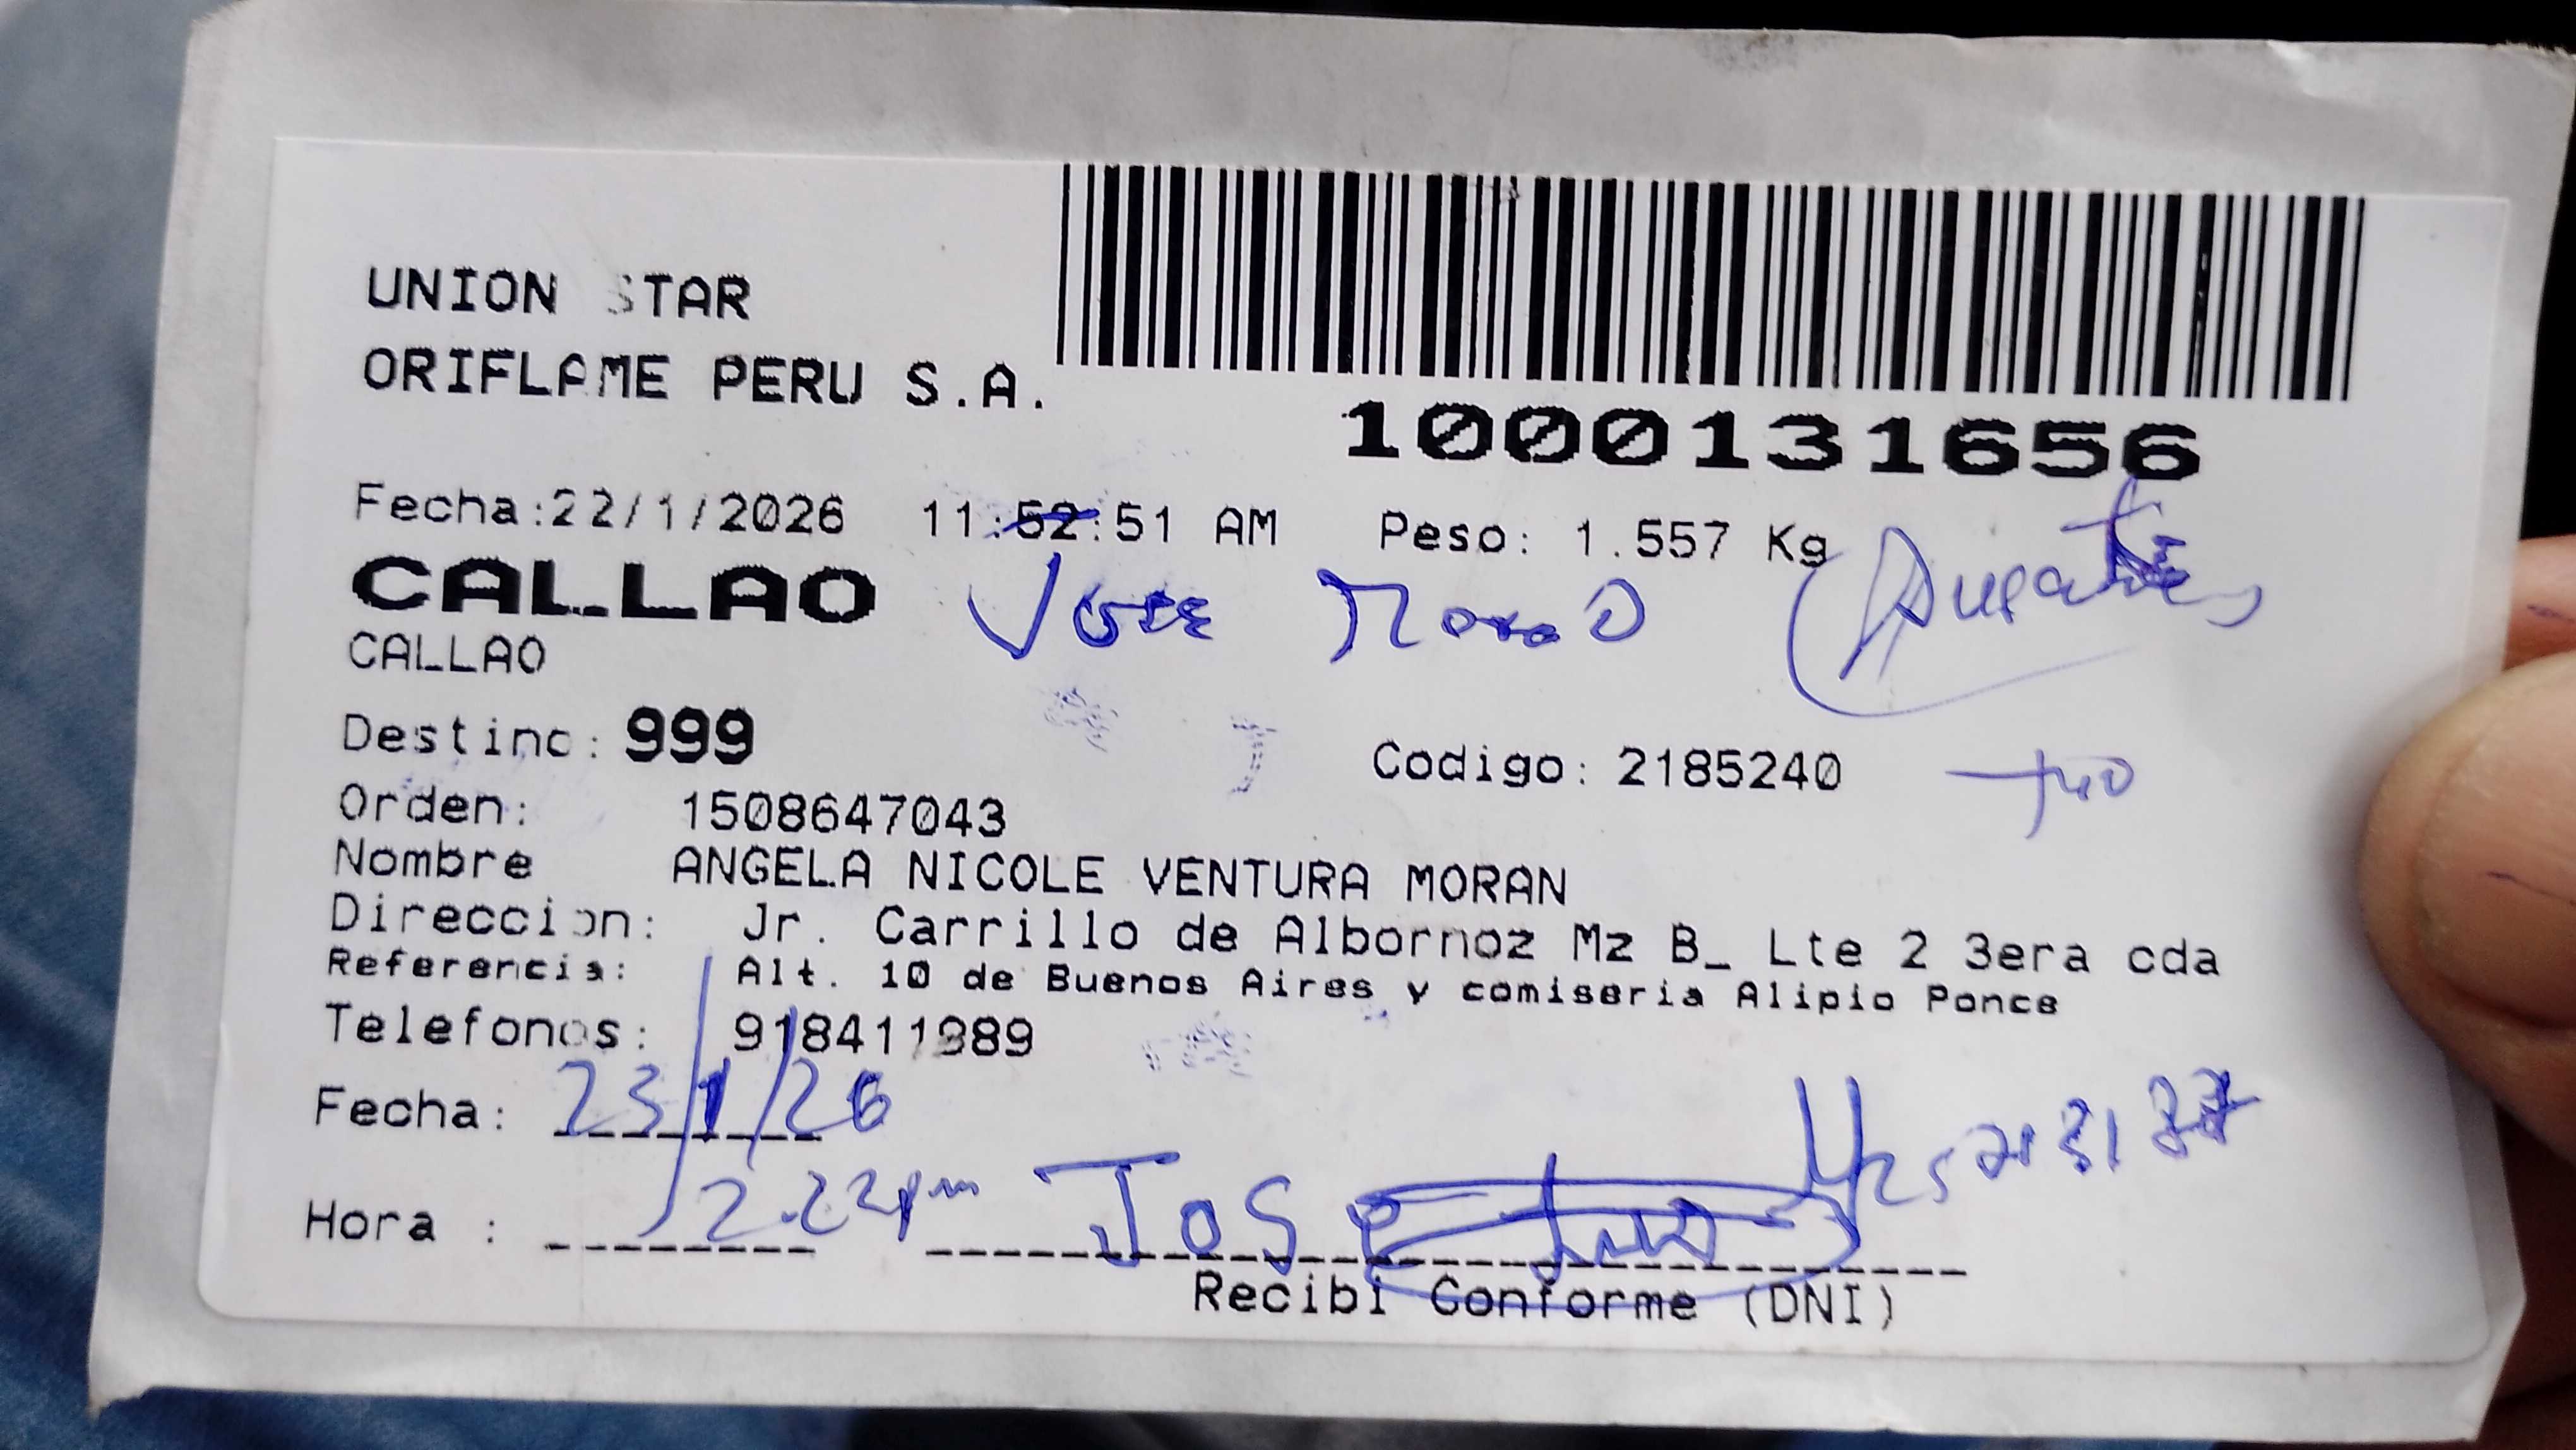 UNION STAR
ORIFLAME PERU S.A.
1000131656
Fecha:22/1/2026 11:52:51 AM Peso: 1.557 Kg
CALLAO
CALLAO
Destino: 999
Codigo: 2185240
Orden: 1508647043
Nombre ANGELA NICOLE VENTURA MORAN
Direccion: Jr. Carrillo de Albornoz Mz B_ Lte 2 3era cda
Referencia: Alt. 10 de Buenos Aires y comiseria Alipio Ponce
Telefonos: 918411989
Fecha: 23/1/26
Hora : 2.22pm Jose
Recibi Conforme (DNI)